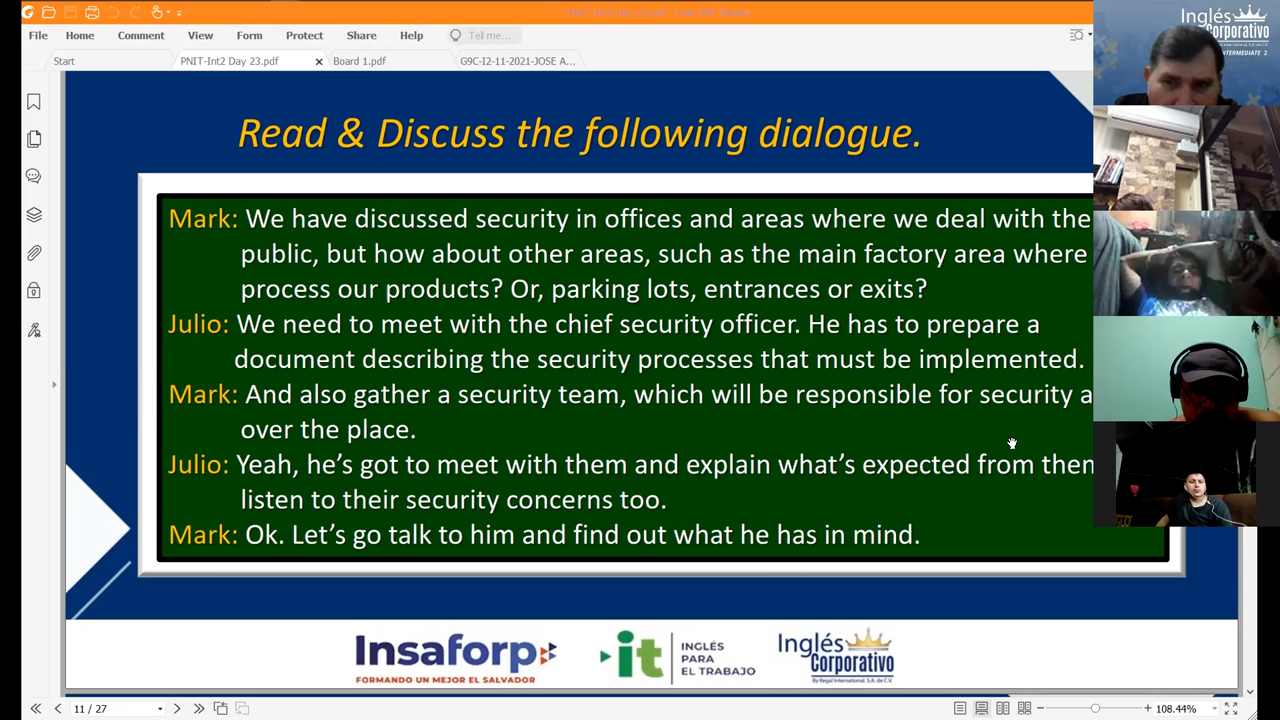 File Home Comment View Form Protect Share Help Tell me...
Start PNIT-Int2 Day 23.pdf Board 1.pdf G9C-I2-11-2021-JOSE A...
Inglés
Corporativo
INTERMEDIATE 2
Read & Discuss the following dialogue.
Mark: We have discussed security in offices and areas where we deal with the
public, but how about other areas, such as the main factory area where
process our products? Or, parking lots, entrances or exits?
Julio: We need to meet with the chief security officer. He has to prepare a
document describing the security processes that must be implemented.
Mark: And also gather a security team, which will be responsible for security a
over the place.
Julio: Yeah, he's got to meet with them and explain what's expected from then
listen to their security concerns too.
Mark: Ok. Let's go talk to him and find out what he has in mind.
Insaforp
FORMANDO UN MEJOR EL SALVADOR
it INGLÉS
PARA
EL TRABAJO
Inglés
Corporativo
By Regal International, S.A. de C.V.
11 / 27 108.44%